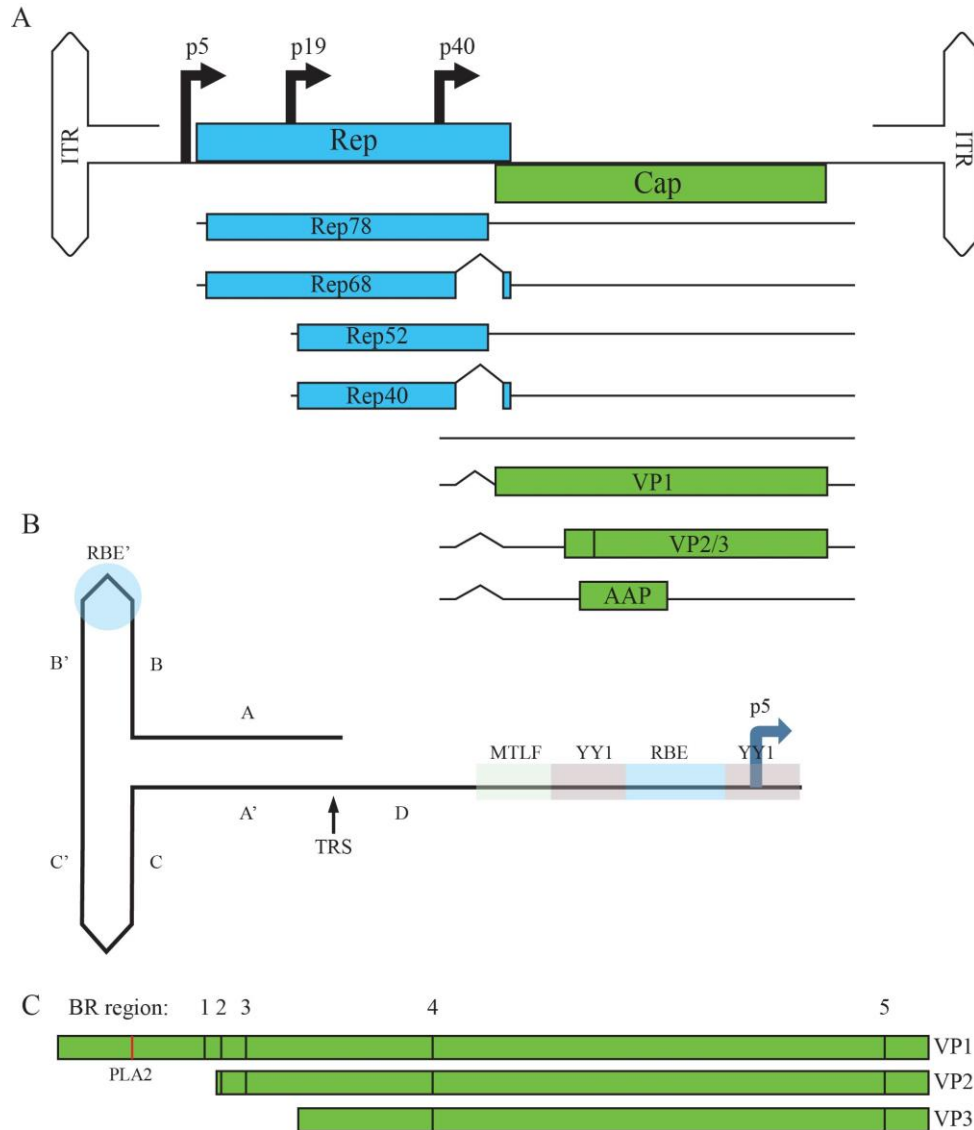 A
p5 p19 p40
ITR
ITR
Rep
Cap
Rep78
Rep68
Rep52
Rep40
VP1
VP2/3
AAP
B
RBE’
B’ B
A
p5
MTLF YY1 RBE YY1
A’ D
TRS
C’ C
C BR region: 1 2 3 4 5
VP1
PLA2
VP2
VP3